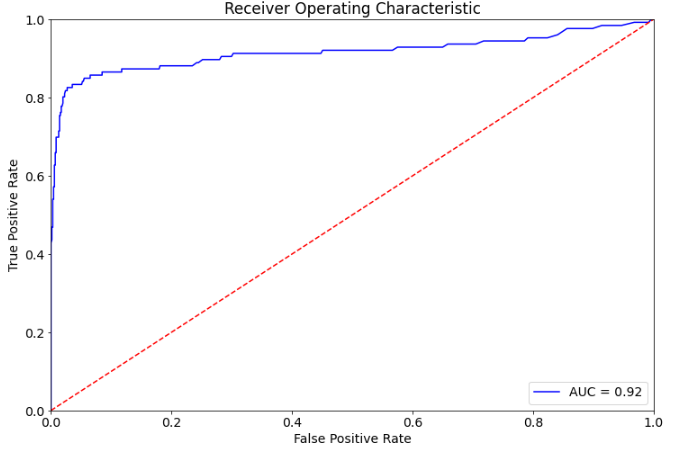 Receiver Operating Characteristic
True Positive Rate
1.0
0.8
0.6
0.4
0.2
0.0
AUC = 0.92
0.0 0.2 0.4 0.6 0.8 1.0
False Positive Rate